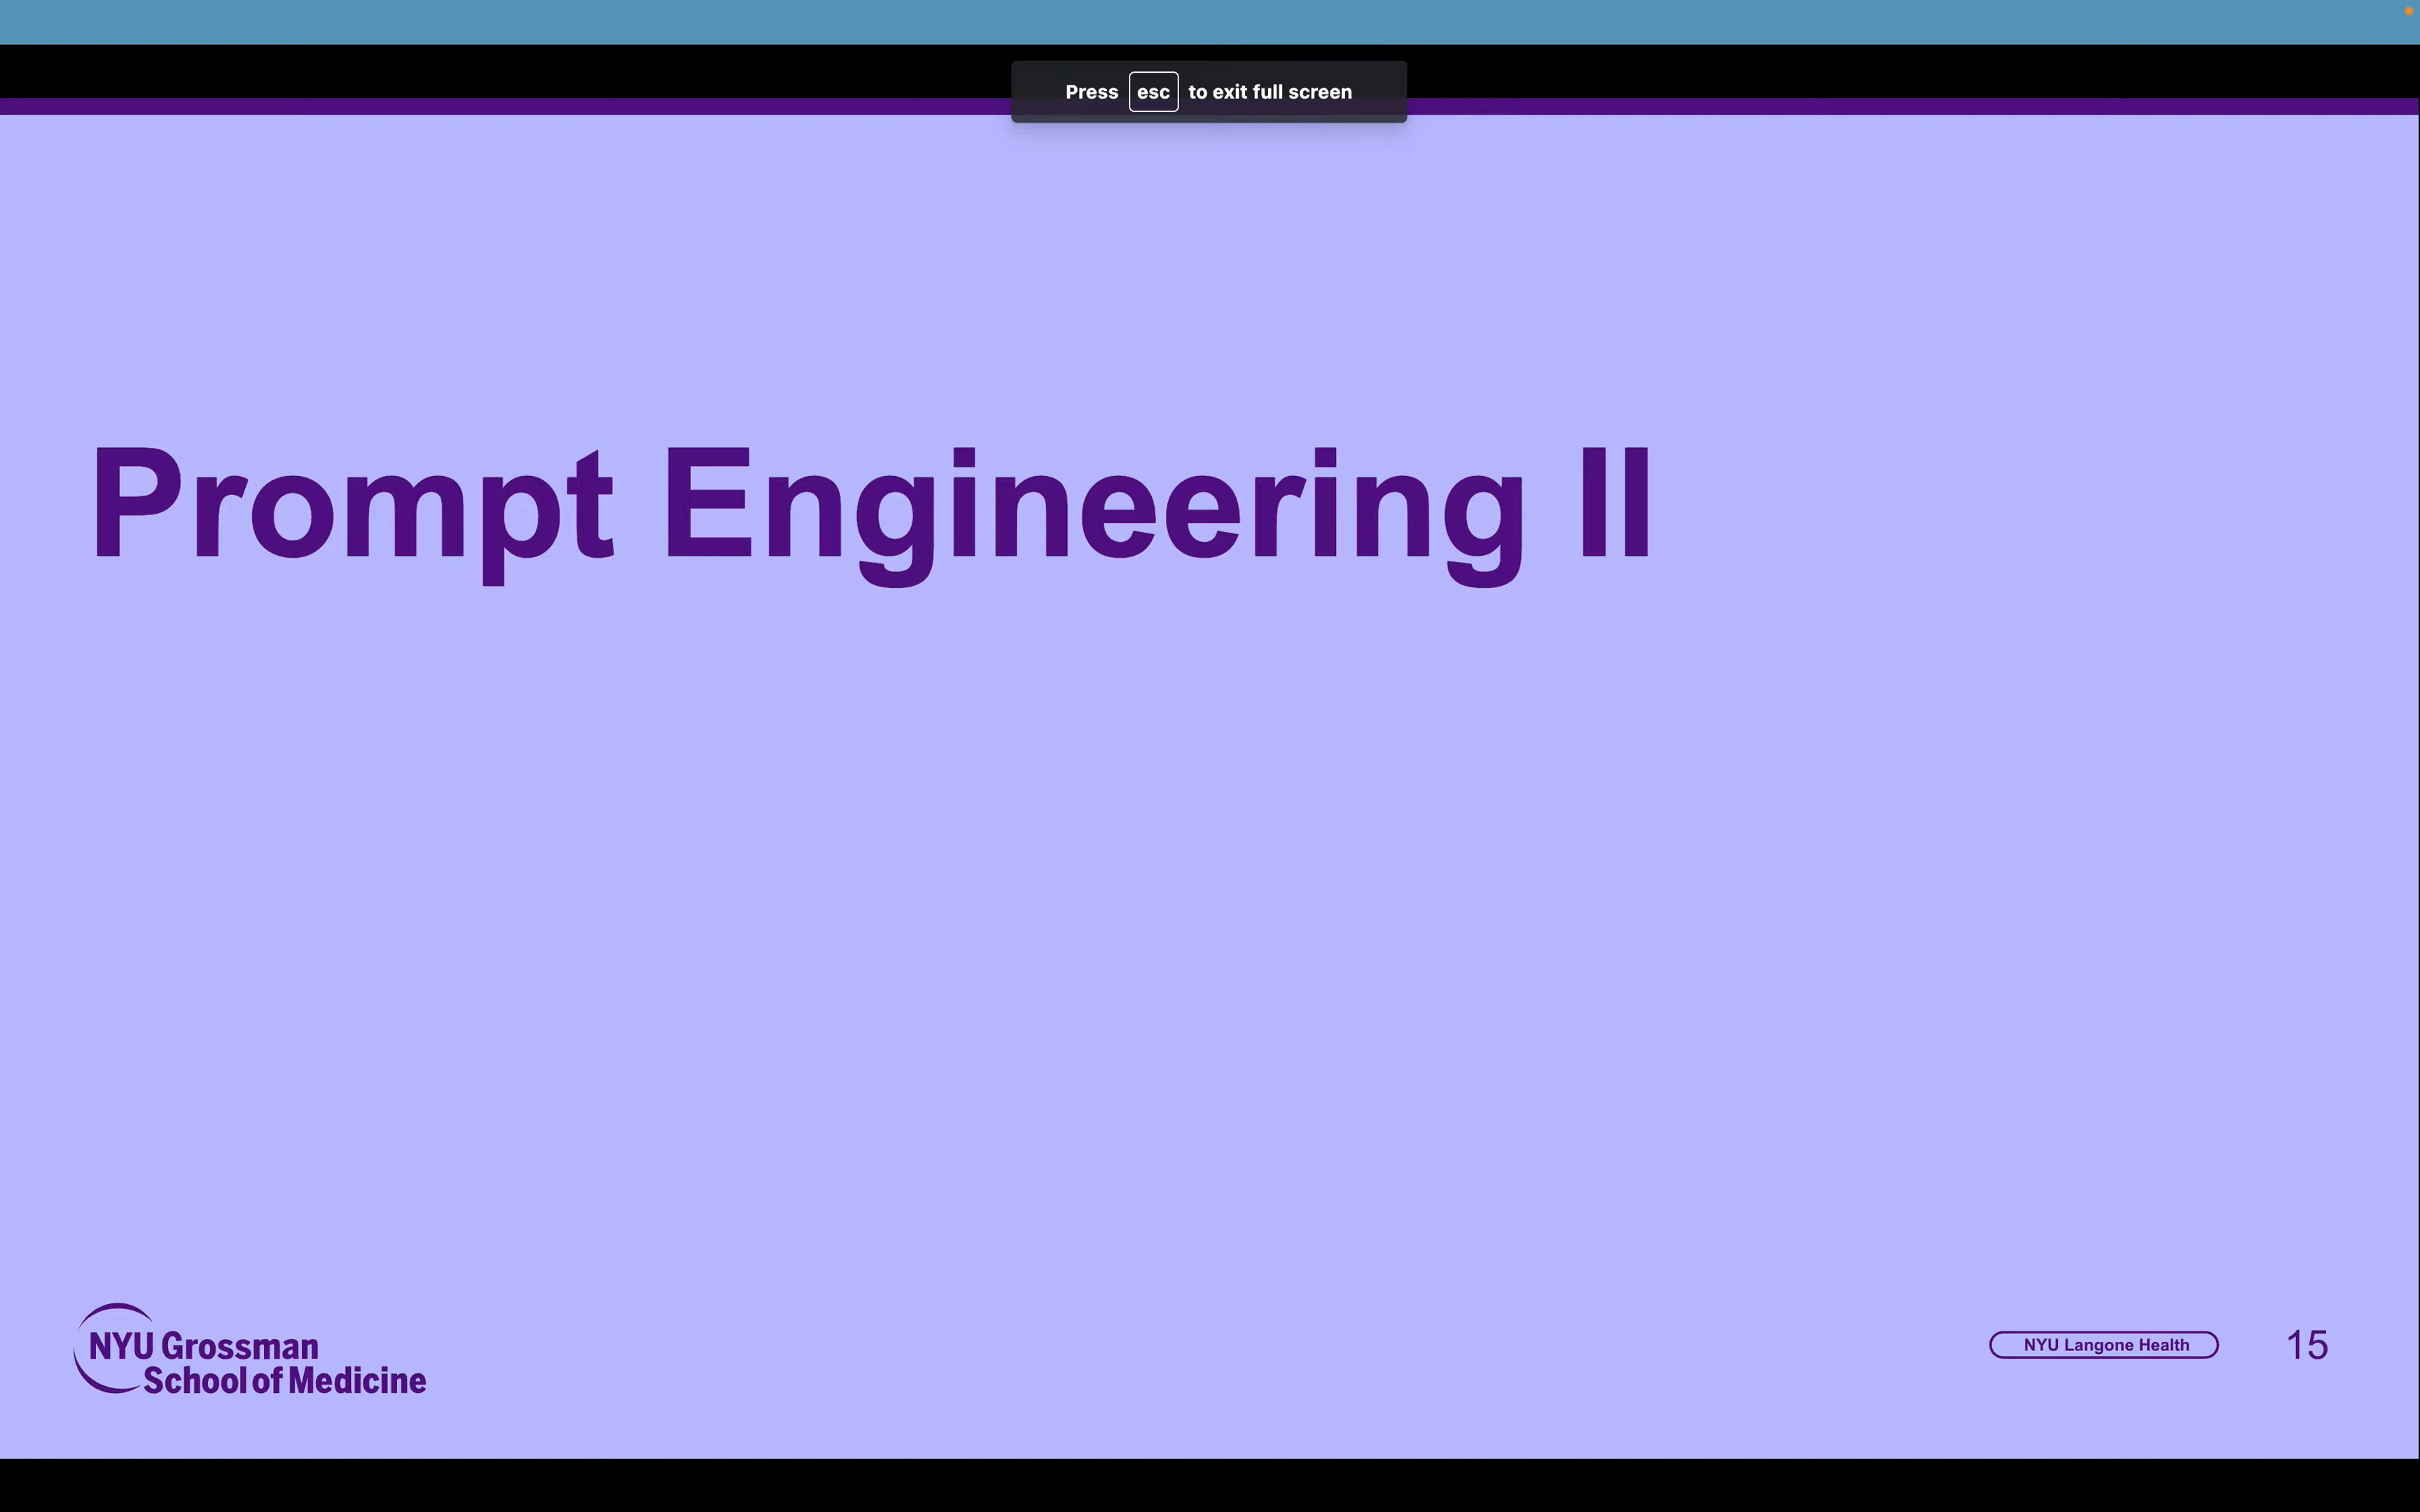 Press esc to exit full screen
Prompt Engineering II
NYU Grossman
School of Medicine
NYU Langone Health
15